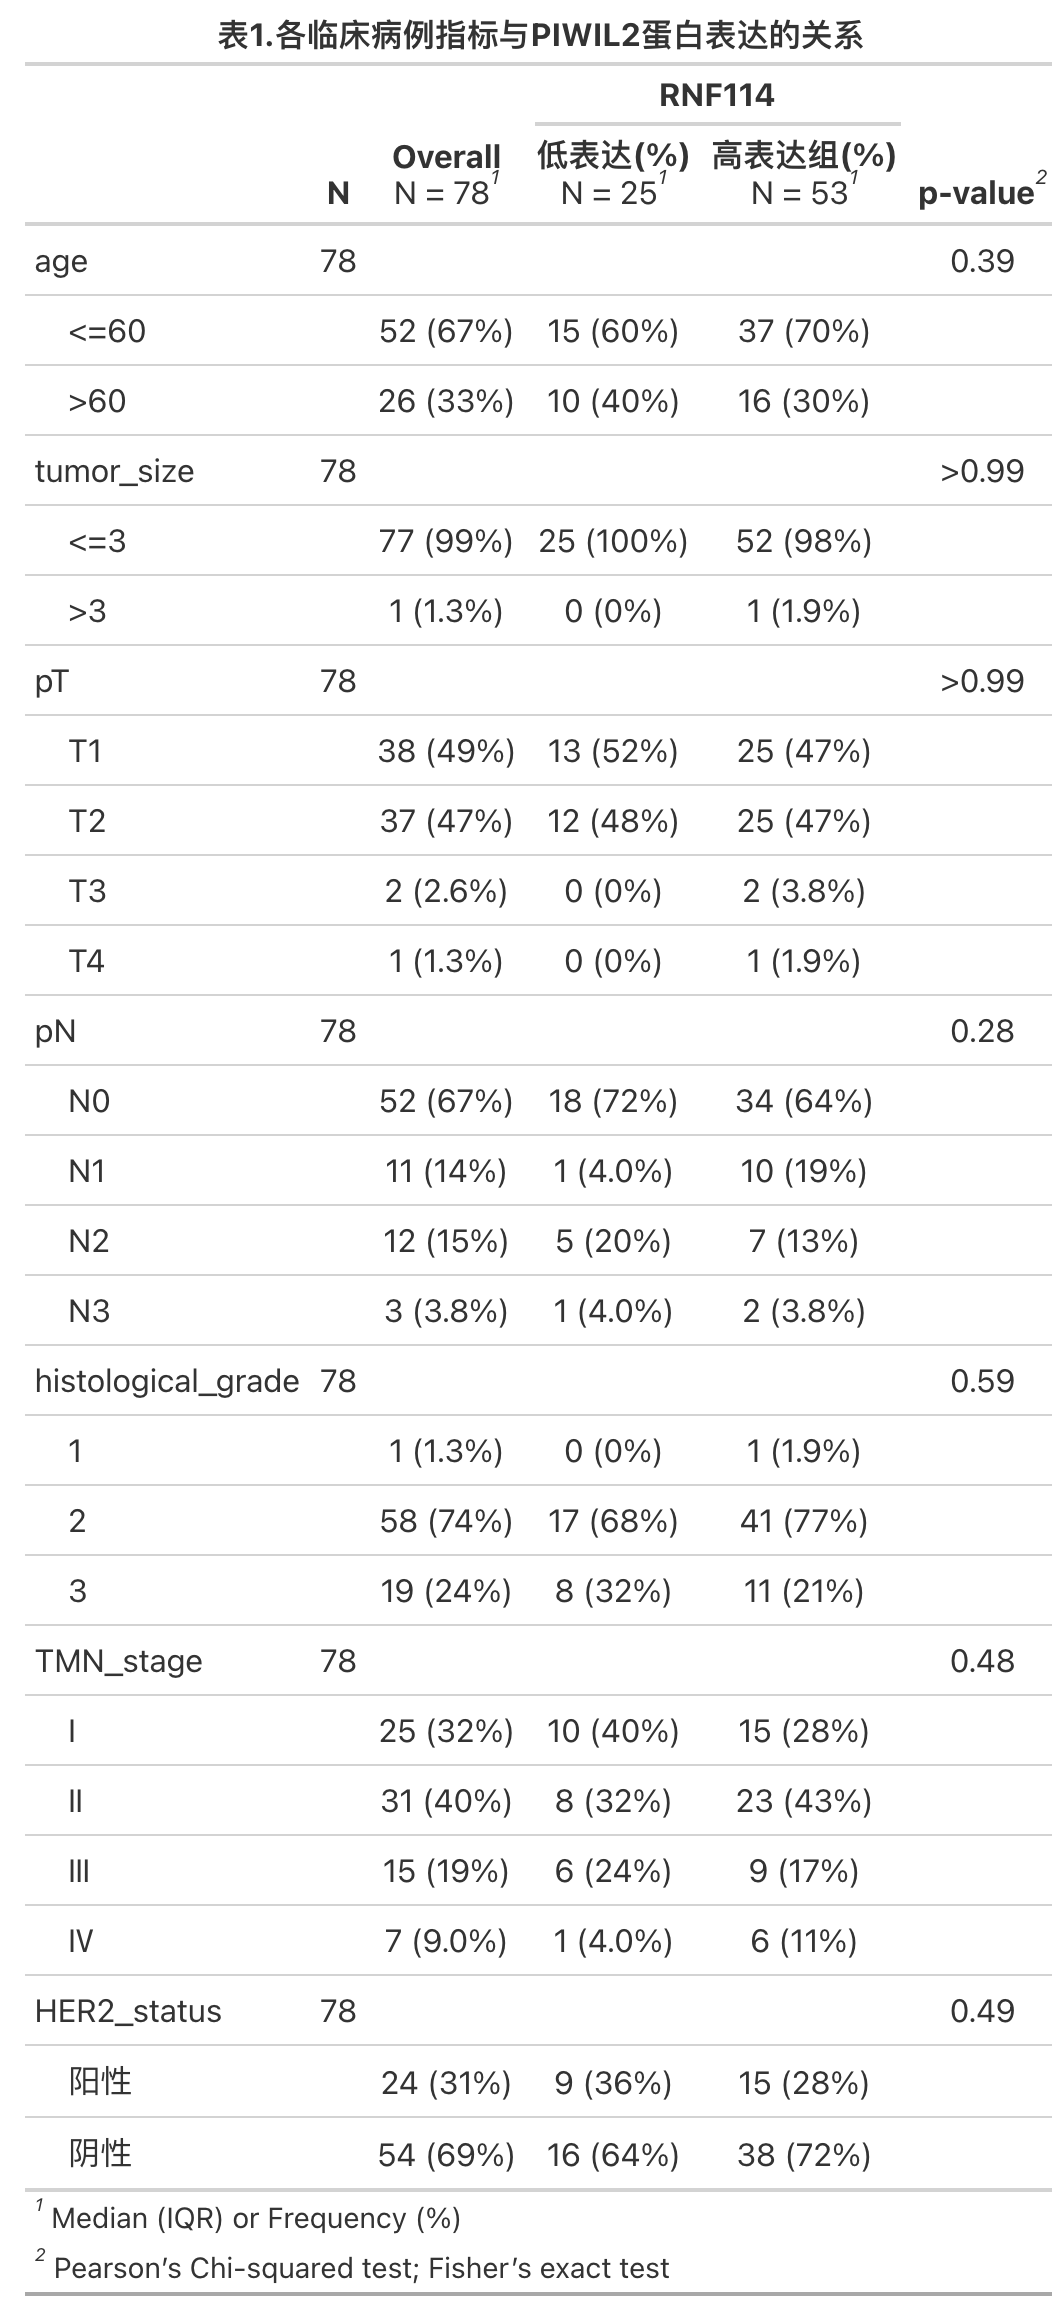 表1.各临床病例指标与PIWIL2蛋白表达的关系
RNF114
Overall 低表达(%) 高表达组(%)
N N = 781 N = 251 N = 531 p-value2
age 78 0.39
<=60 52 (67%) 15 (60%) 37 (70%)
>60 26 (33%) 10 (40%) 16 (30%)
tumor_size 78 >0.99
<=3 77 (99%) 25 (100%) 52 (98%)
>3 1 (1.3%) 0 (0%) 1 (1.9%)
pT 78 >0.99
T1 38 (49%) 13 (52%) 25 (47%)
T2 37 (47%) 12 (48%) 25 (47%)
T3 2 (2.6%) 0 (0%) 2 (3.8%)
T4 1 (1.3%) 0 (0%) 1 (1.9%)
pN 78 0.28
N0 52 (67%) 18 (72%) 34 (64%)
N1 11 (14%) 1 (4.0%) 10 (19%)
N2 12 (15%) 5 (20%) 7 (13%)
N3 3 (3.8%) 1 (4.0%) 2 (3.8%)
histological_grade 78 0.59
1 1 (1.3%) 0 (0%) 1 (1.9%)
2 58 (74%) 17 (68%) 41 (77%)
3 19 (24%) 8 (32%) 11 (21%)
TMN_stage 78 0.48
I 25 (32%) 10 (40%) 15 (28%)
II 31 (40%) 8 (32%) 23 (43%)
III 15 (19%) 6 (24%) 9 (17%)
IV 7 (9.0%) 1 (4.0%) 6 (11%)
HER2_status 78 0.49
阳性 24 (31%) 9 (36%) 15 (28%)
阴性 54 (69%) 16 (64%) 38 (72%)
1 Median (IQR) or Frequency (%)
2 Pearson's Chi-squared test; Fisher's exact test